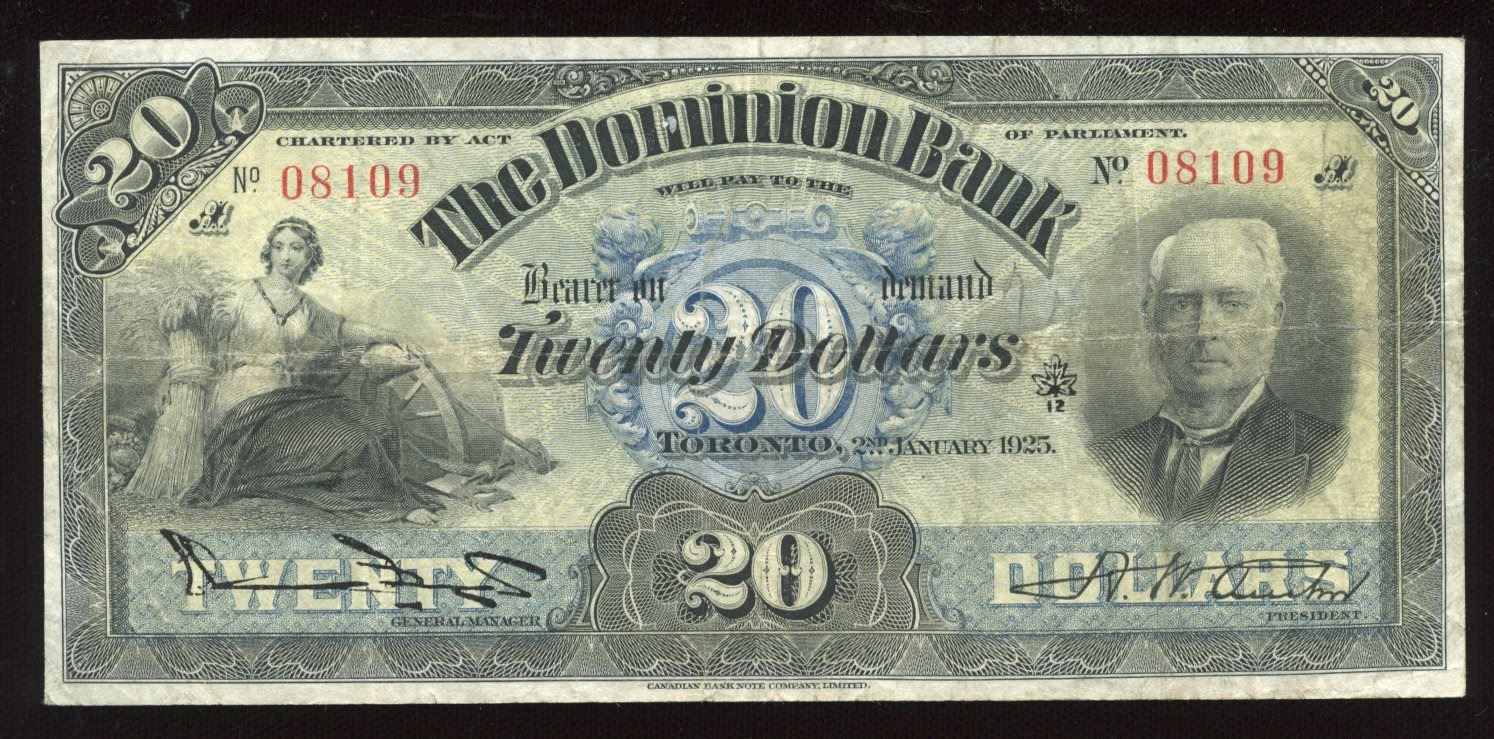 20
20
CHARTERED BY ACT
The Dominion Bank
OF PARLIAMENT.
No. 08109
No. 08109
A
A
WILL PAY TO THE
Bearer on demand
20
Twenty Dollars
12
TORONTO, 2ND JANUARY 1925.
TWENTY
20
DOLLARS
GENERAL MANAGER
PRESIDENT
CANADIAN BANK NOTE COMPANY, LIMITED.